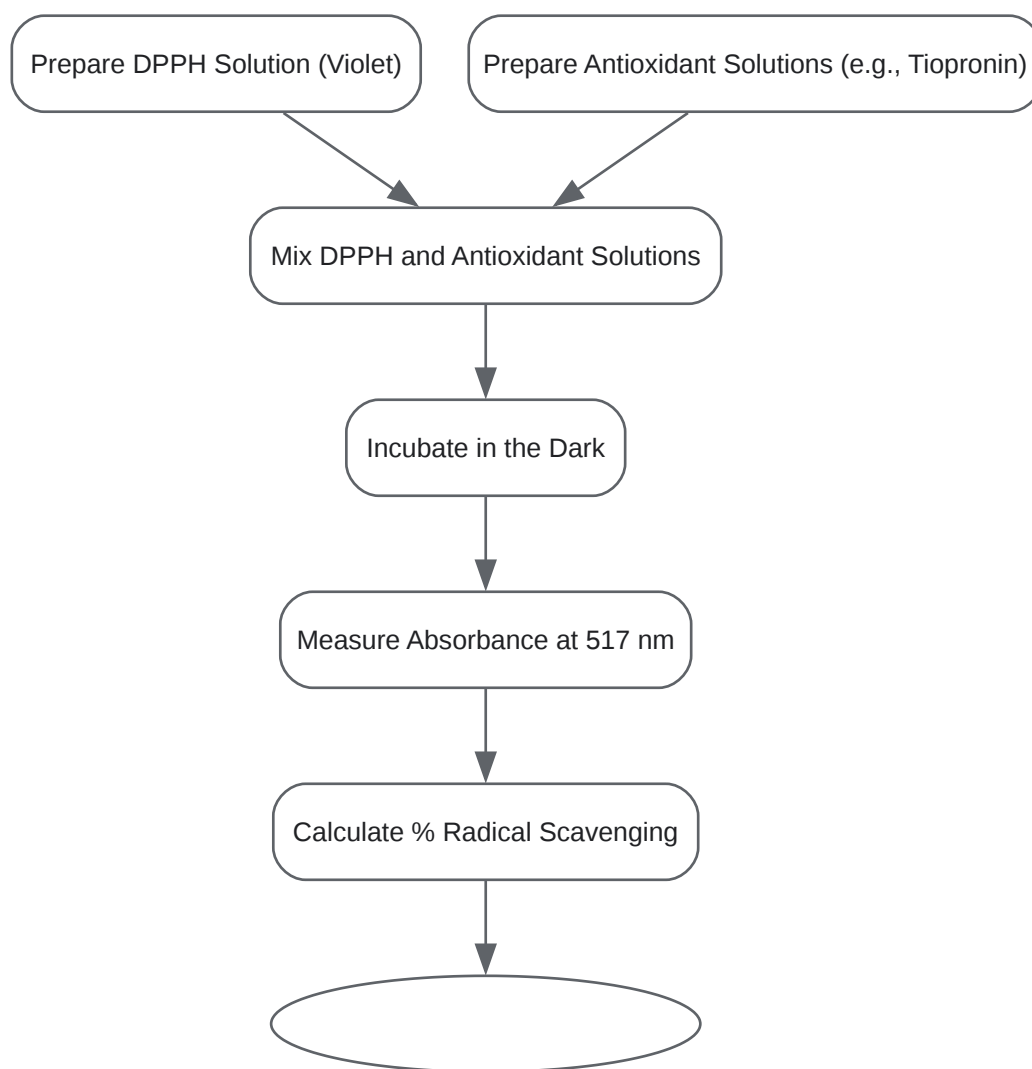 Prepare DPPH Solution (Violet)
Prepare Antioxidant Solutions (e.g., Tiopronin)
Mix DPPH and Antioxidant Solutions
Incubate in the Dark
Measure Absorbance at 517 nm
Calculate % Radical Scavenging